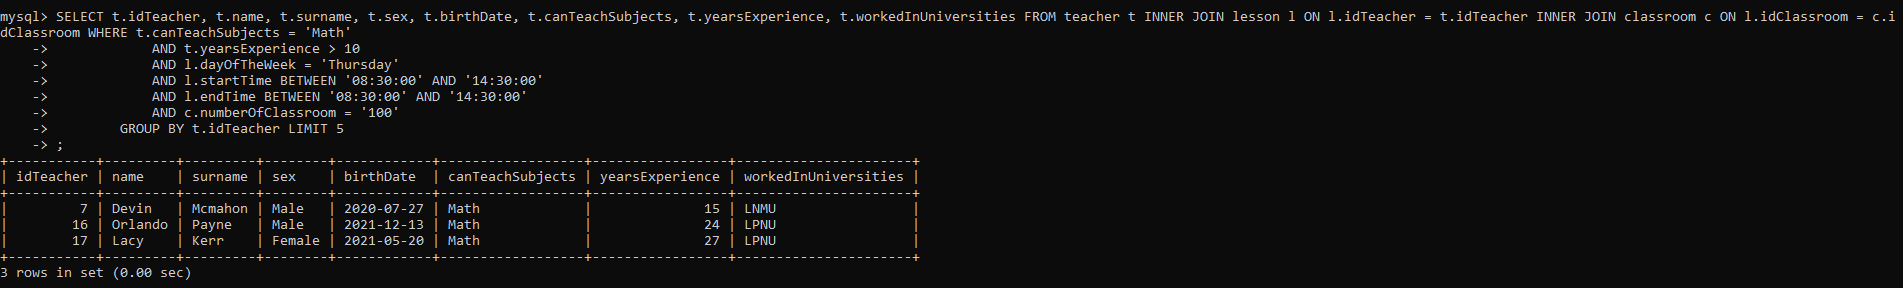 mysql> SELECT t.idTeacher, t.name, t.surname, t.sex, t.birthDate, t.canTeachSubjects, t.yearsExperience, t.workedInUniversities FROM teacher t INNER JOIN lesson l ON l.idTeacher = t.idTeacher INNER JOIN classroom c ON l.idClassroom = c.i
dClassroom WHERE t.canTeachSubjects = 'Math'
    ->             AND t.yearsExperience > 10
    ->             AND l.dayOfTheWeek = 'Thursday'
    ->             AND l.startTime BETWEEN '08:30:00' AND '14:30:00'
    ->             AND l.endTime BETWEEN '08:30:00' AND '14:30:00'
    ->             AND c.numberOfClassroom = '100'
    ->         GROUP BY t.idTeacher LIMIT 5
    -> ;
+-----------+---------+---------+--------+------------+------------------+-----------------+----------------------+
| idTeacher | name    | surname | sex    | birthDate  | canTeachSubjects | yearsExperience | workedInUniversities |
+-----------+---------+---------+--------+------------+------------------+-----------------+----------------------+
|         7 | Devin   | Mcmahon | Male   | 2020-07-27 | Math             |              15 | LNMU                 |
|        16 | Orlando | Payne   | Male   | 2021-12-13 | Math             |              24 | LPNU                 |
|        17 | Lacy    | Kerr    | Female | 2021-05-20 | Math             |              27 | LPNU                 |
+-----------+---------+---------+--------+------------+------------------+-----------------+----------------------+
3 rows in set (0.00 sec)